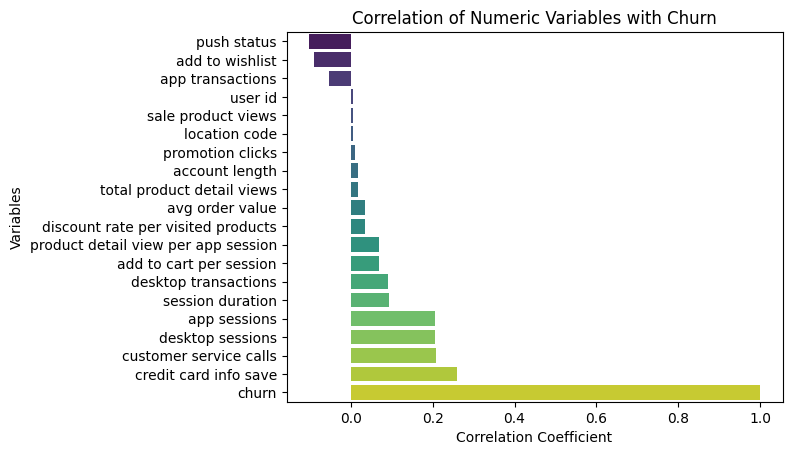 Correlation of Numeric Variables with Churn
Variables
push status
add to wishlist
app transactions
user id
sale product views
location code
promotion clicks
account length
total product detail views
avg order value
discount rate per visited products
product detail view per app session
add to cart per session
desktop transactions
session duration
app sessions
desktop sessions
customer service calls
credit card info save
churn
0.0 0.2 0.4 0.6 0.8 1.0
Correlation Coefficient